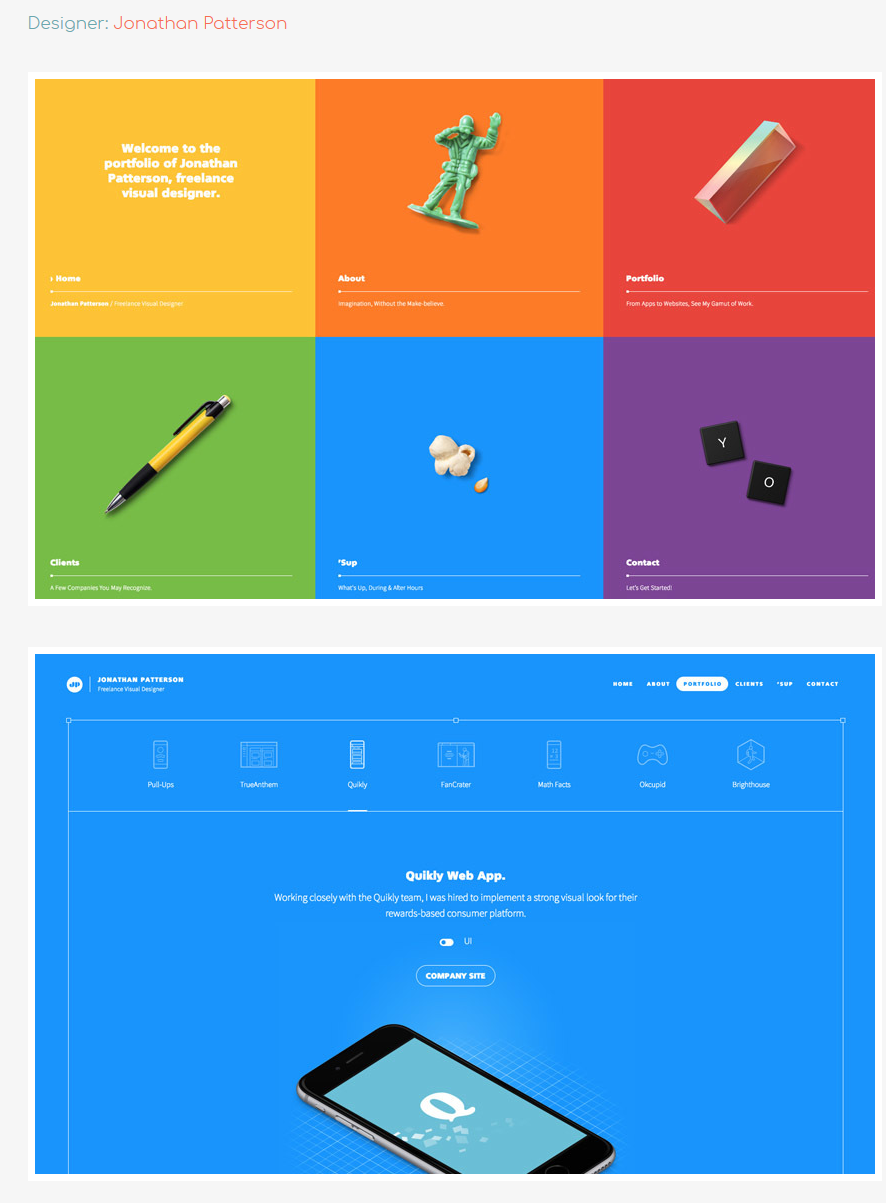 Designer: Jonathan Patterson
Welcome to the
portfolio of Jonathan
Patterson, freelance
visual designer.
› Home
Jonathan Patterson / Freelance Visual Designer
About
Imagination, Without the Make-believe.
Portfolio
From Apps to Websites, See My Gamut of Work.
Clients
A Few Companies You May Recognize.
'Sup
What's Up, During & After Hours
Y
O
Contact
Let's Get Started!
JP
JONATHAN PATTERSON
Freelance Visual Designer
HOME ABOUT PORTFOLIO CLIENTS 'SUP CONTACT
Pull-Ups TrueAnthem Quikly FanCrater Math Facts Okcupid Brighthouse
Quikly Web App.
Working closely with the Quikly team, I was hired to implement a strong visual look for their
rewards-based consumer platform.
UI
COMPANY SITE
Q